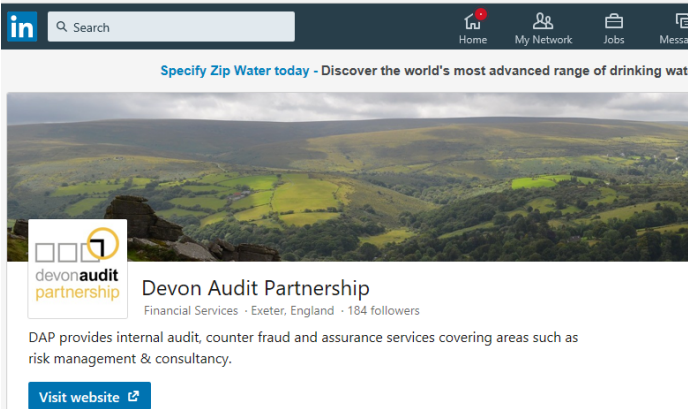 in
Search
Home
My Network
Jobs
Messa
Specify Zip Water today - Discover the world's most advanced range of drinking wat
devonaudit
partnership
Devon Audit Partnership
Financial Services · Exeter, England · 184 followers
DAP provides internal audit, counter fraud and assurance services covering areas such as
risk management & consultancy.
Visit website